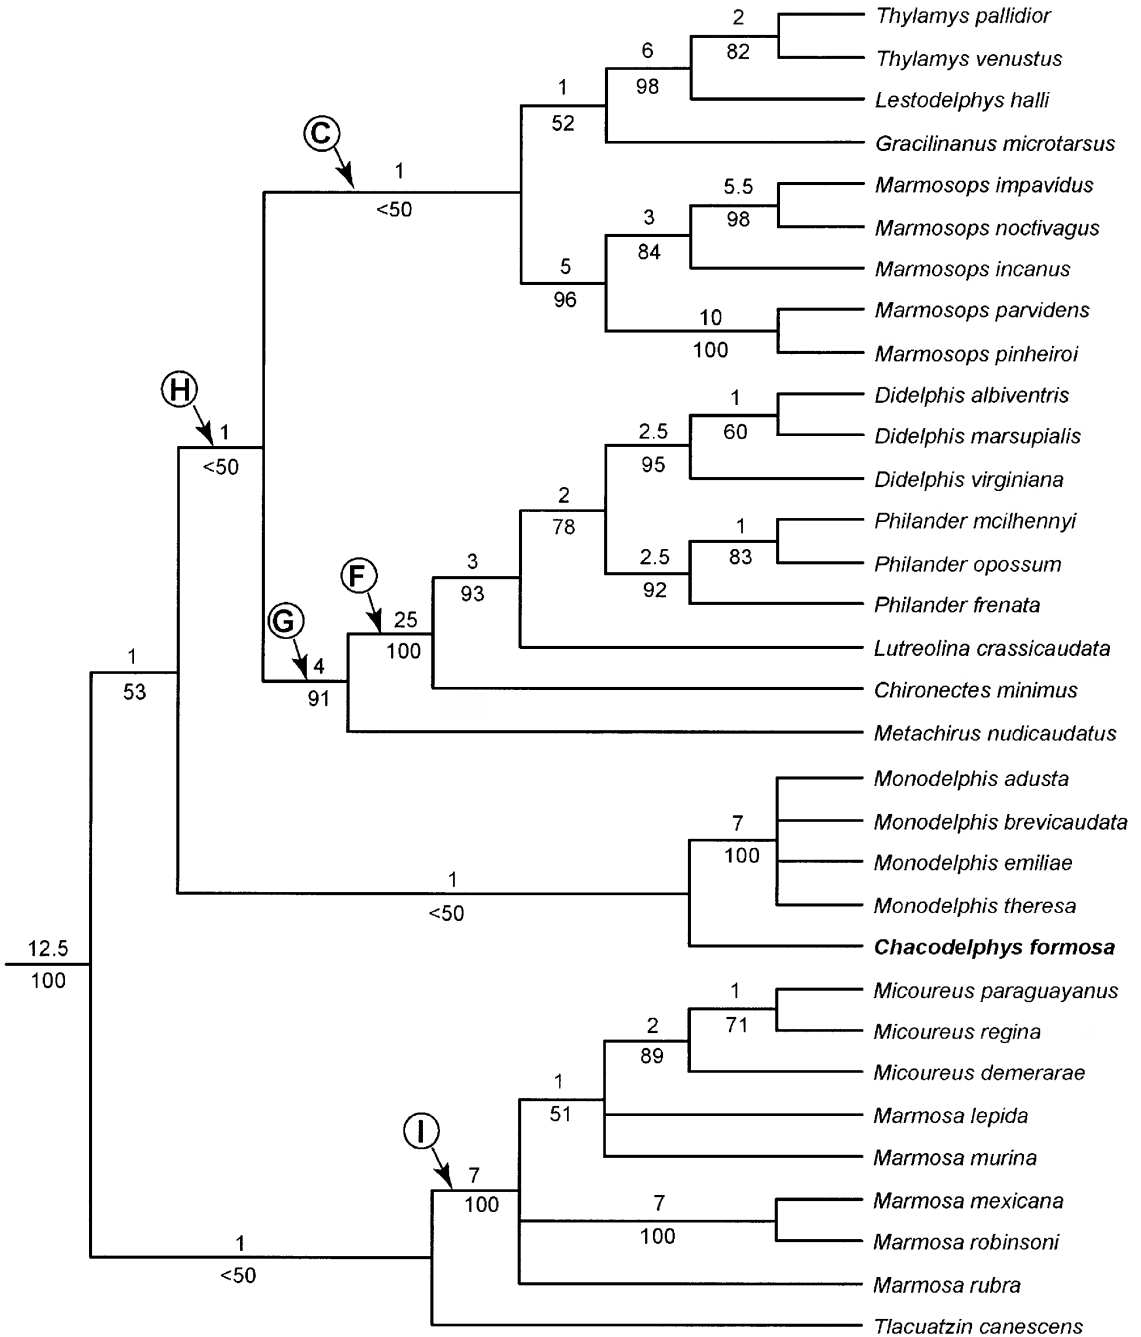 2
Thylamys pallidior
82
Thylamys venustus
6
98
Lestodelphys halli
1
52
Gracilinanus microtarsus
C
1
<50
5.5
Marmosops impavidus
98
Marmosops noctivagus
3
84
Marmosops incanus
5
96
Marmosops parvidens
10
100
Marmosops pinheiroi
H
1
<50
1
Didelphis albiventris
60
Didelphis marsupialis
2.5
95
Didelphis virginiana
2
78
1
Philander mcilhennyi
83
Philander opossum
2.5
92
Philander frenata
3
93
F
25
100
Lutreolina crassicaudata
G
4
91
Chironectes minimus
Metachirus nudicaudatus
1
53
Monodelphis adusta
7
100
Monodelphis brevicaudata
Monodelphis emiliae
Monodelphis theresa
1
<50
Chacodelphys formosa
12.5
100
1
Micoureus paraguayanus
71
Micoureus regina
2
89
Micoureus demerarae
1
51
Marmosa lepida
Marmosa murina
I
7
100
7
100
Marmosa mexicana
Marmosa robinsoni
Marmosa rubra
1
<50
Tlacuatzin canescens